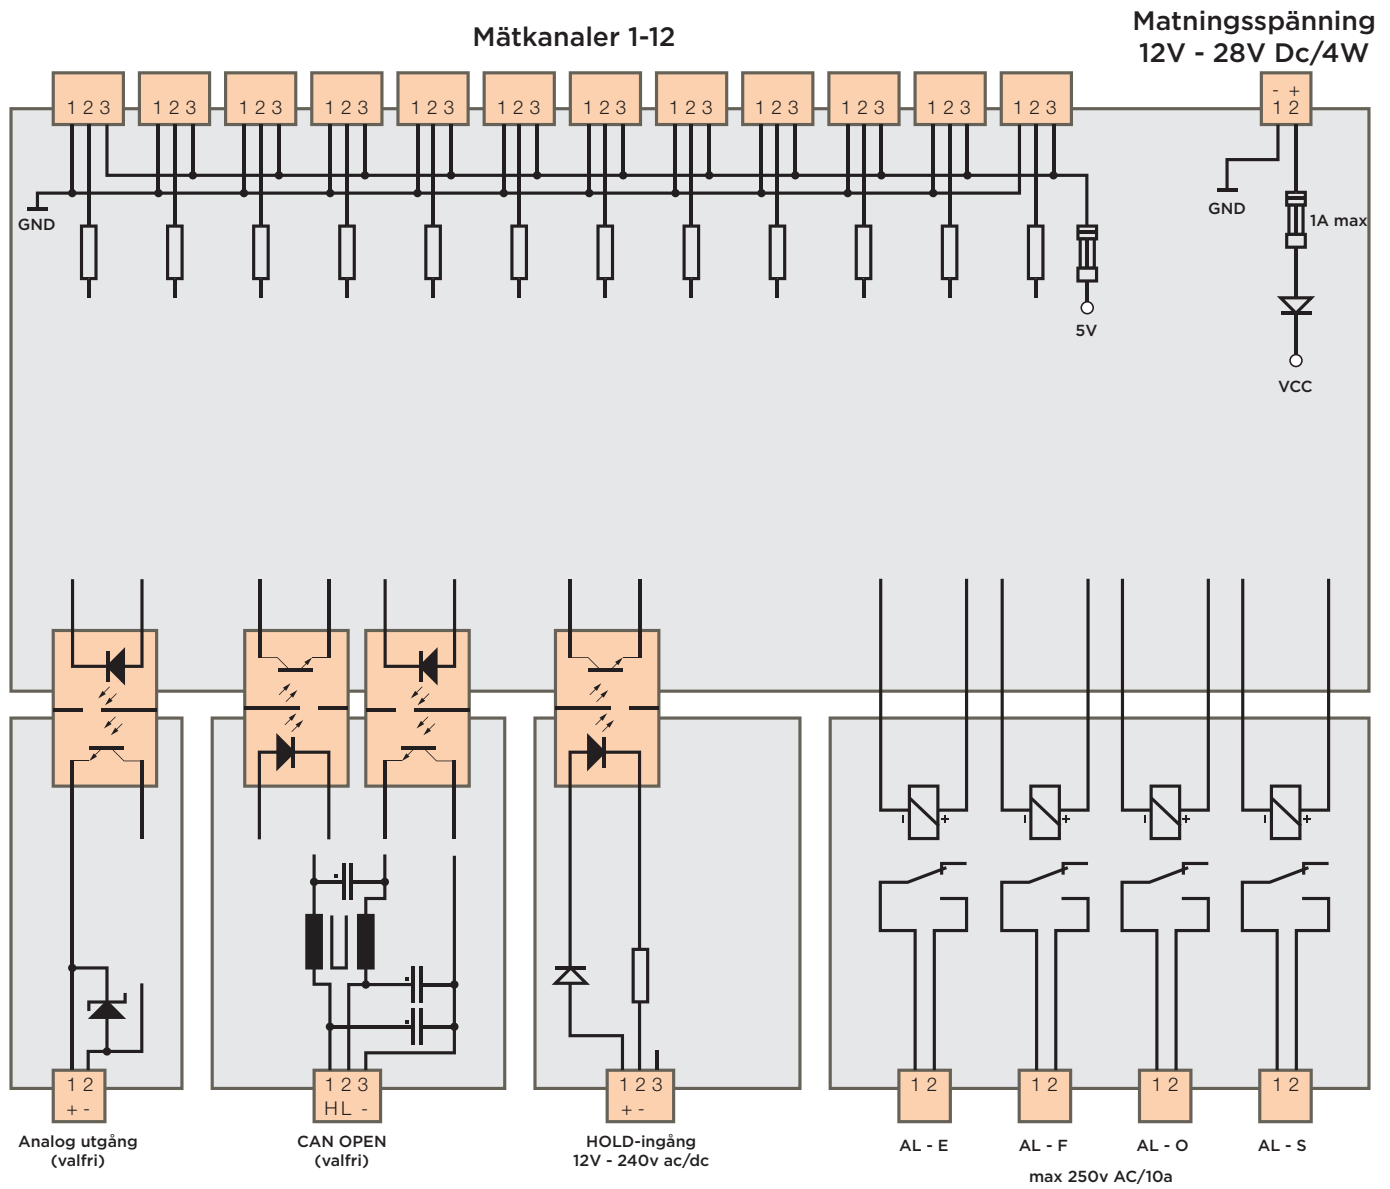 Mätkanaler 1-12
Matningsspänning
12V - 28V Dc/4W
- +
1 2 3 1 2 3 1 2 3 1 2 3 1 2 3 1 2 3 1 2 3 1 2 3 1 2 3 1 2 3 1 2 3 1 2 3 1 2
GND
GND
1A max
5V
VCC
- + - + - + - +
1 2 1 2 3 1 2 3 1 2 1 2 1 2 1 2
+ - H L - + -
Analog utgång
(valfri)
CAN OPEN
(valfri)
HOLD-ingång
12V - 240v ac/dc
AL - E AL - F AL - O AL - S
max 250v AC/10a